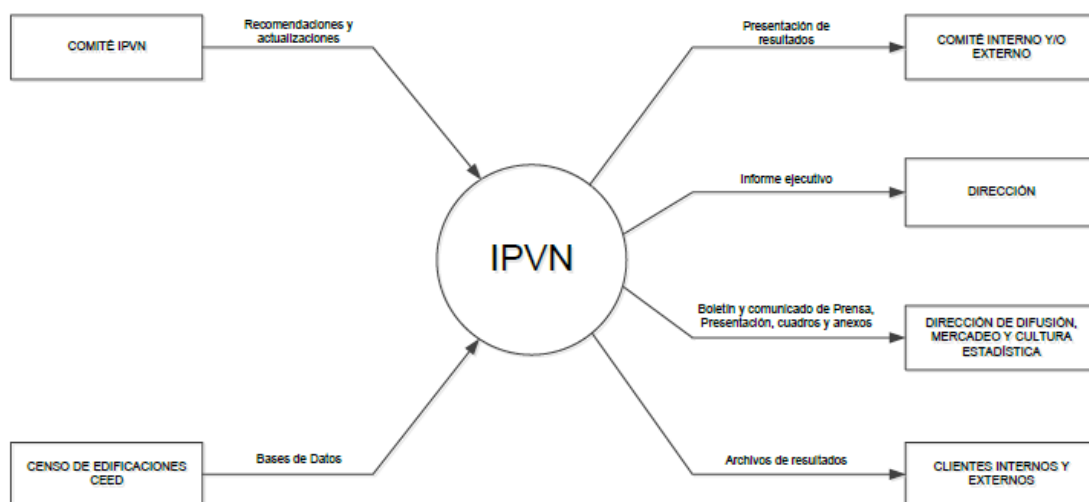 COMITÉ IPVN
Recomendaciones y
actualizaciones
Presentación de
resultados
COMITÉ INTERNO Y/O
EXTERNO
Informe ejecutivo
DIRECCIÓN
IPVN
Boletín y comunicado de Prensa,
Presentación, cuadros y anexos
DIRECCIÓN DE DIFUSIÓN,
MERCADEO Y CULTURA
ESTADÍSTICA
CENSO DE EDIFICACIONES
CEED
Bases de Datos
Archivos de resultados
CLIENTES INTERNOS Y
EXTERNOS